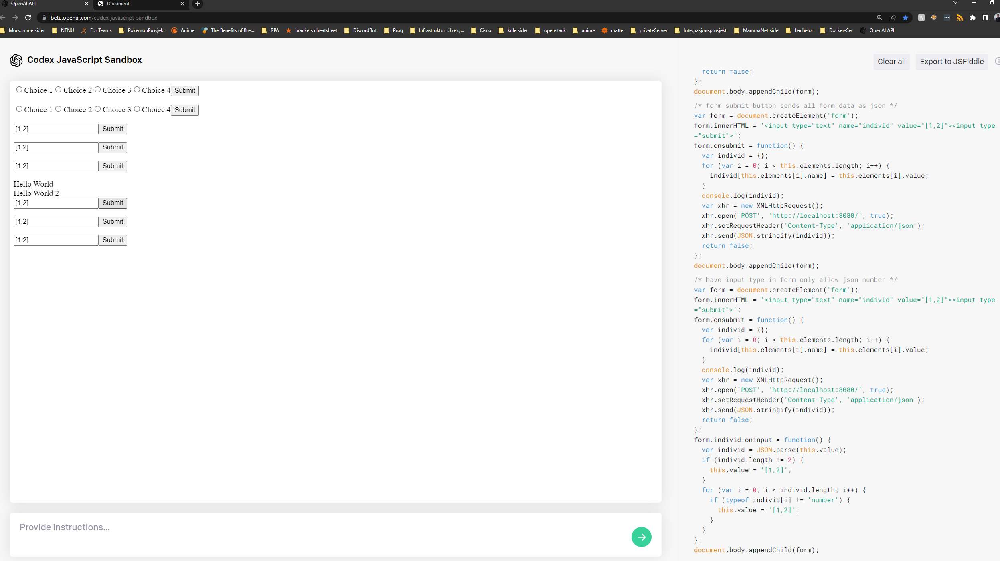 OpenAI API
Document
beta.openai.com/codex-javascript-sandbox
Morsomme sider NTNU For Teams PokemonProsjekt Anime The Benefits of Bre... RPA brackets cheatsheet DiscordBot Prog Infrastruktur sikre g... Cisco kule sider openstack anime matte privateServer Integrasjonsprosjekt MammaNettside bachelor Docker-Sec OpenAI API
Codex JavaScript Sandbox
Choice 1 Choice 2 Choice 3 Choice 4 Submit
Choice 1 Choice 2 Choice 3 Choice 4 Submit
[1,2] Submit
[1,2] Submit
[1,2] Submit
Hello World
Hello World 2
[1,2] Submit
[1,2] Submit
[1,2] Submit
Provide instructions...
Clear all
Export to JSFiddle
return false;
};
document.body.appendChild(form);
/* form submit button sends all form data as json */
var form = document.createElement('form');
form.innerHTML = '<input type="text" name="individ" value="[1,2]"><input type
="submit">';
form.onsubmit = function() {
var individ = {};
for (var i = 0; i < this.elements.length; i++) {
individ[this.elements[i].name] = this.elements[i].value;
}
console.log(individ);
var xhr = new XMLHttpRequest();
xhr.open('POST', 'http://localhost:8080/', true);
xhr.setRequestHeader('Content-Type', 'application/json');
xhr.send(JSON.stringify(individ));
return false;
};
document.body.appendChild(form);
/* have input type in form only allow json number */
var form = document.createElement('form');
form.innerHTML = '<input type="text" name="individ" value="[1,2]"><input type
="submit">';
form.onsubmit = function() {
var individ = {};
for (var i = 0; i < this.elements.length; i++) {
individ[this.elements[i].name] = this.elements[i].value;
}
console.log(individ);
var xhr = new XMLHttpRequest();
xhr.open('POST', 'http://localhost:8080/', true);
xhr.setRequestHeader('Content-Type', 'application/json');
xhr.send(JSON.stringify(individ));
return false;
};
form.individ.oninput = function() {
var individ = JSON.parse(this.value);
if (individ.length != 2) {
this.value = '[1,2]';
}
for (var i = 0; i < individ.length; i++) {
if (typeof individ[i] != 'number') {
this.value = '[1,2]';
}
}
};
document.body.appendChild(form);